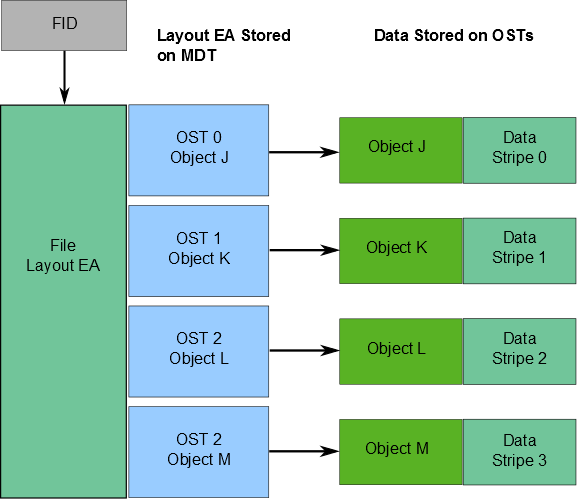 FID
Layout EA Stored
on MDT
Data Stored on OSTs
File
Layout EA
OST 0
Object J
Object J
Data
Stripe 0
OST 1
Object K
Object K
Data
Stripe 1
OST 2
Object L
Object L
Data
Stripe 2
OST 2
Object M
Object M
Data
Stripe 3